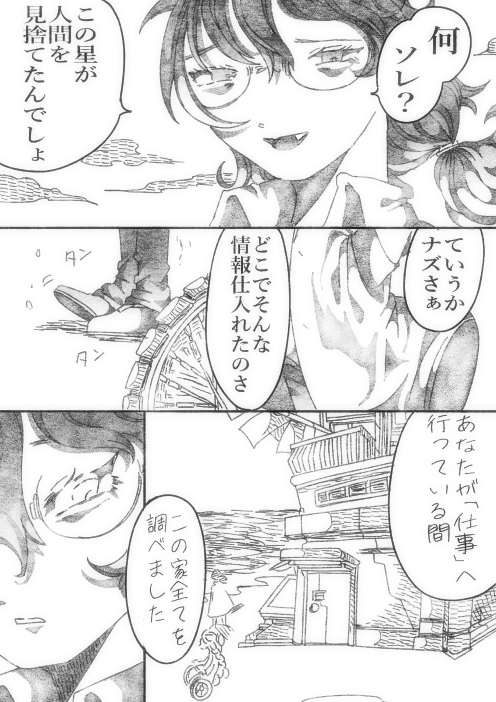 何
ソレ？
この星が
人間を
見捨てたんでしょ
ていうか
ナズさぁ
どこでそんな
情報仕入れたのさ
タン
タン
あなたが「仕事」へ
行っている間
この家全てを
調べました